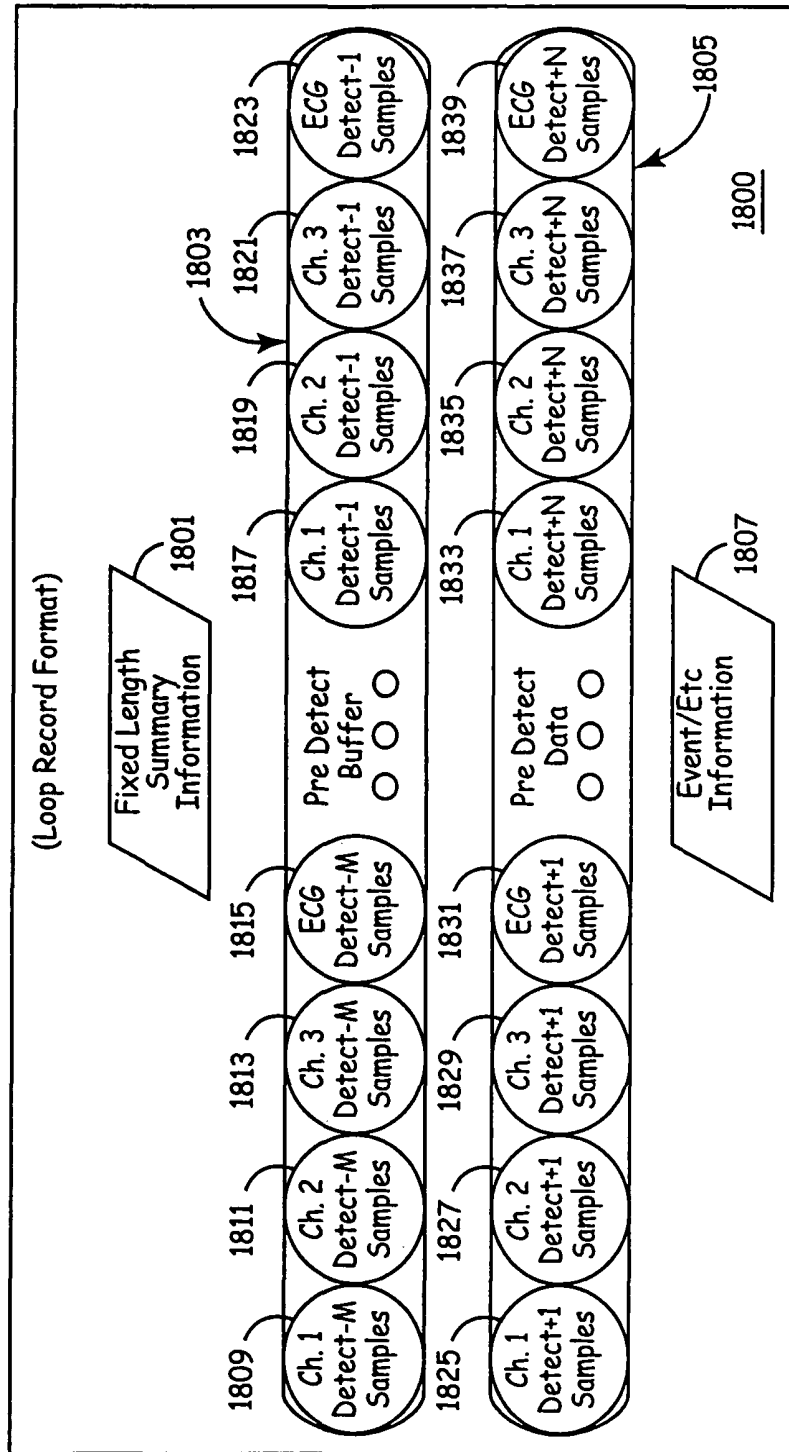 (Loop Record Format)
Fixed Length
Summary
Information
1801
1803
1809
1811
1813
1815
1817
1819
1821
1823
Ch. 1
Detect-M
Samples
Ch. 2
Detect-M
Samples
Ch. 3
Detect-M
Samples
ECG
Detect-M
Samples
Pre Detect
Buffer
Ch. 1
Detect-1
Samples
Ch. 2
Detect-1
Samples
Ch. 3
Detect-1
Samples
ECG
Detect-1
Samples
1825
1827
1829
1831
1833
1835
1837
1839
Ch. 1
Detect+1
Samples
Ch. 2
Detect+1
Samples
Ch. 3
Detect+1
Samples
ECG
Detect+1
Samples
Pre Detect
Data
Ch. 1
Detect+N
Samples
Ch. 2
Detect+N
Samples
Ch. 3
Detect+N
Samples
ECG
Detect+N
Samples
1805
Event/Etc
Information
1807
1800